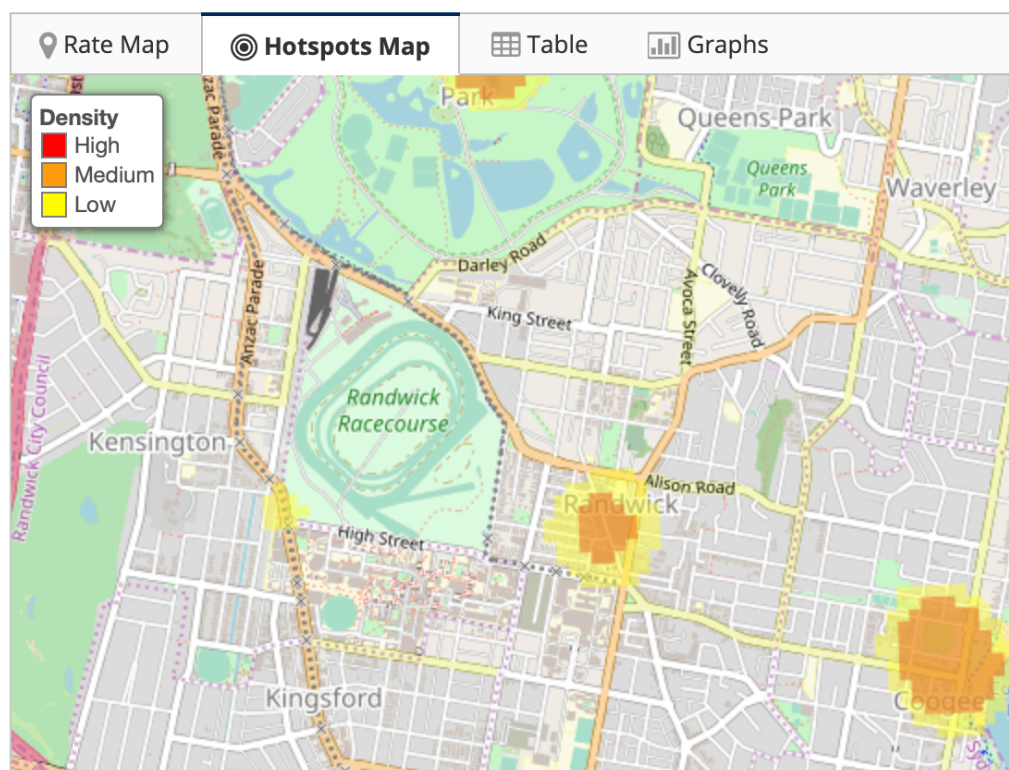 Rate Map
Hotspots Map
Table
Graphs
Density
High
Medium
Low
Anzac Parade
Park
Queens Park
Queens
Park
Waverley
Darley Road
Clovelly Road
Avoca Street
King Street
Anzac Parade
Randwick
Racecourse
Randwick City Council
Kensington
Alison Road
Randwick
High Street
Kingsford
Coogee